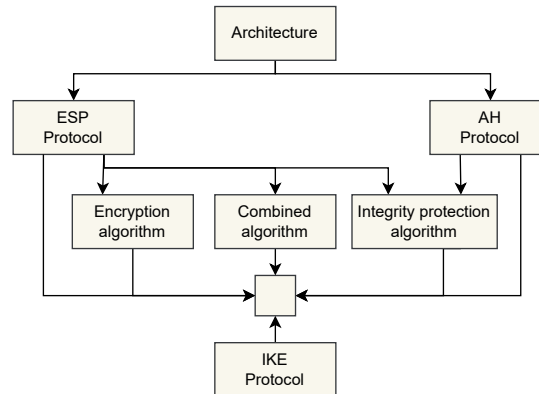 Architecture
ESP
Protocol
AH
Protocol
Encryption
algorithm
Combined
algorithm
Integrity protection
algorithm
IKE
Protocol